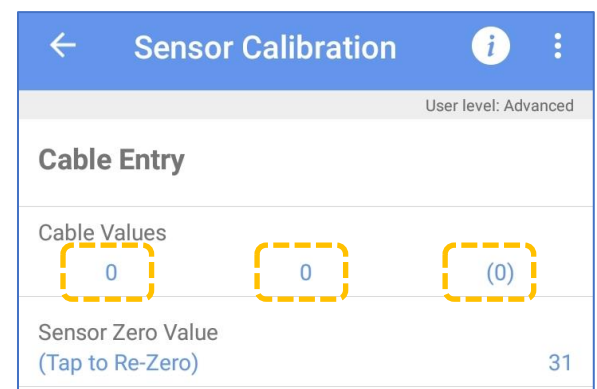 Sensor Calibration i
User level: Advanced
Cable Entry
Cable Values
0 0 (0)
Sensor Zero Value
(Tap to Re-Zero) 31